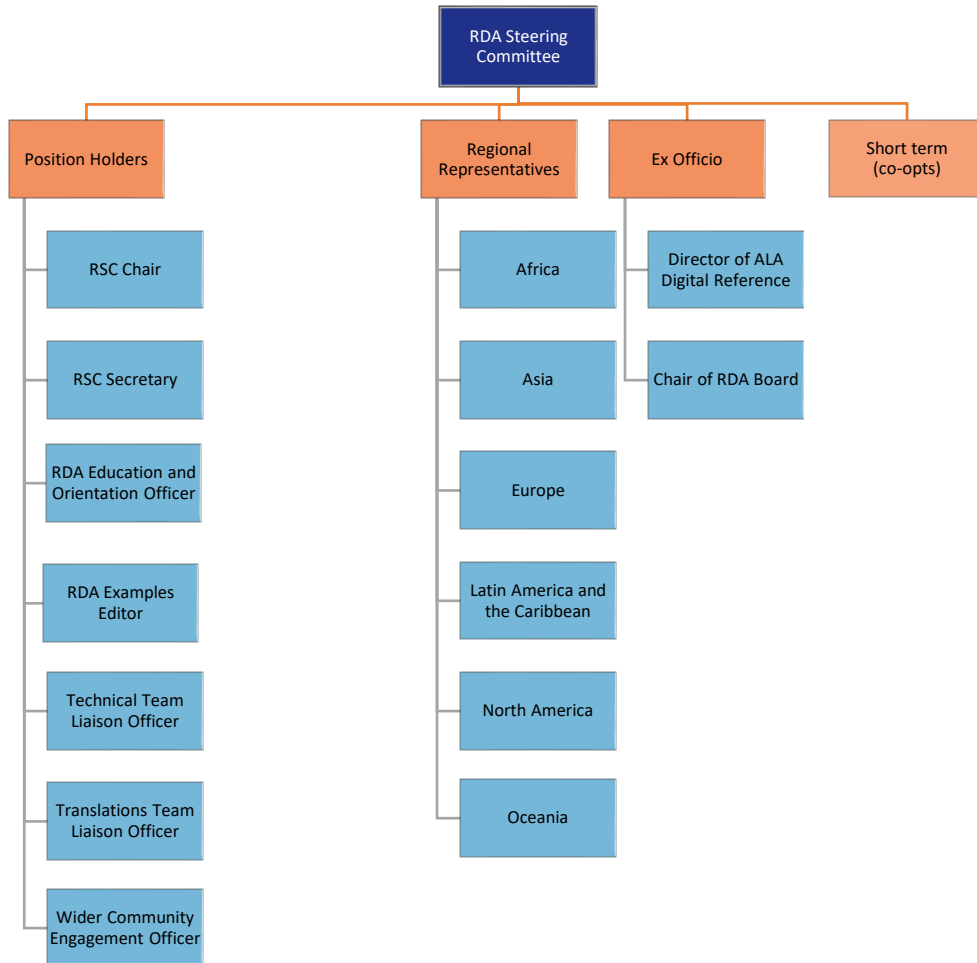 RDA Steering
Committee
Position Holders
Regional
Representatives
Ex Officio
Short term
(co-opts)
RSC Chair
RSC Secretary
RDA Education and
Orientation Officer
RDA Examples
Editor
Technical Team
Liaison Officer
Translations Team
Liaison Officer
Wider Community
Engagement Officer
Africa
Asia
Europe
Latin America and
the Caribbean
North America
Oceania
Director of ALA
Digital Reference
Chair of RDA Board